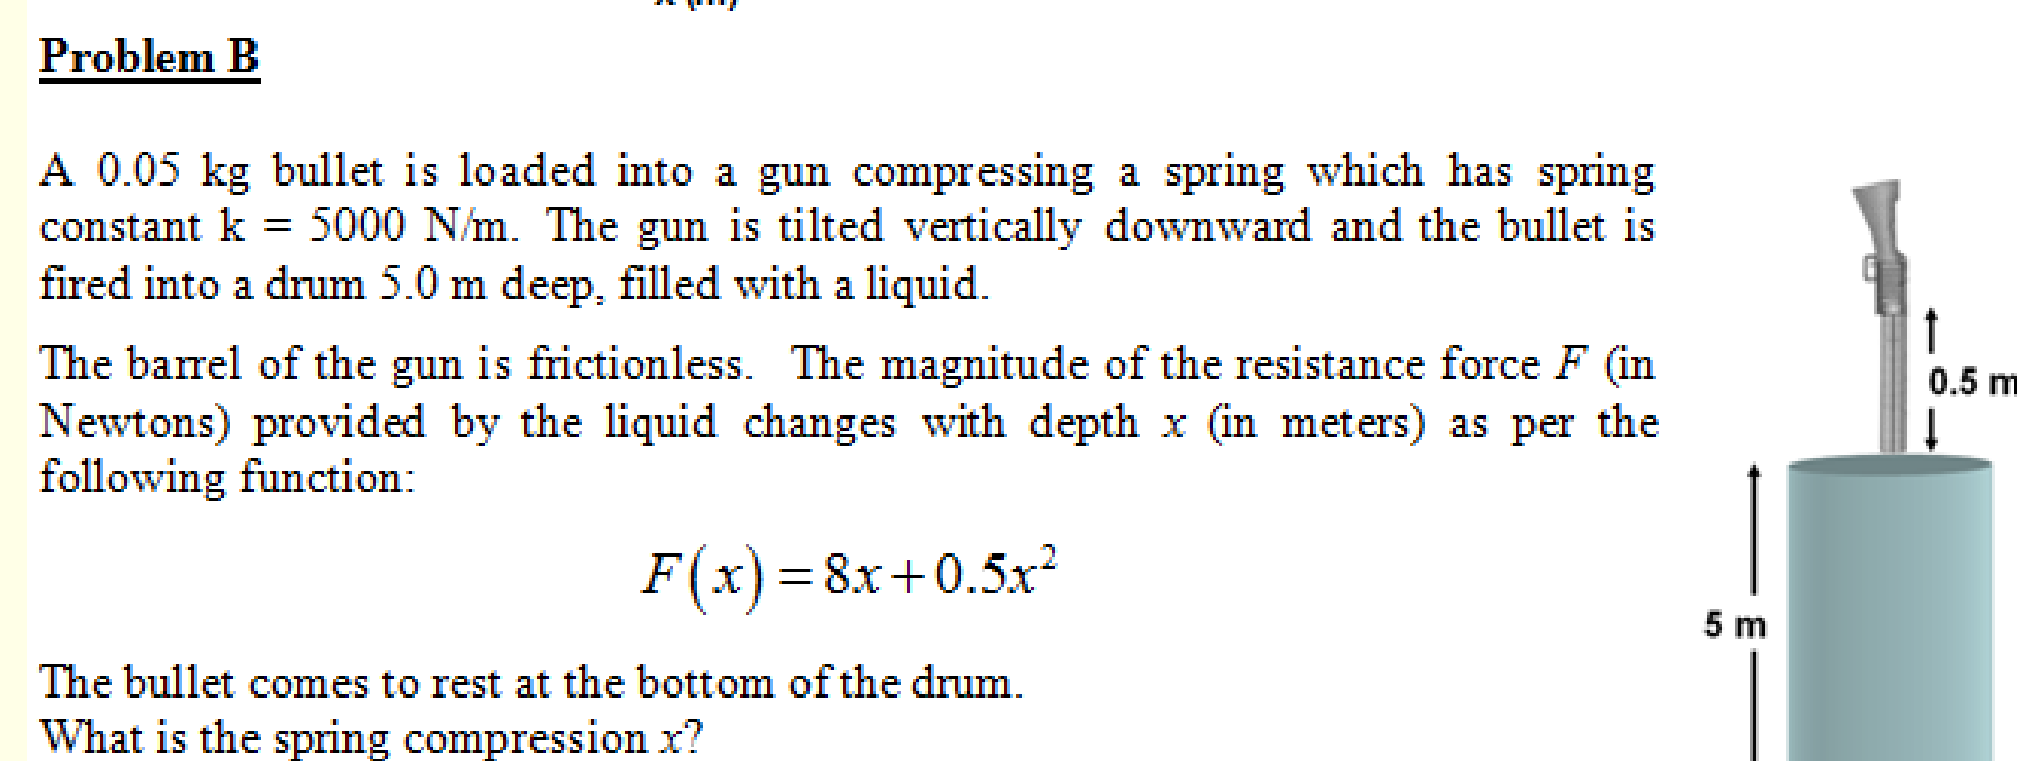 Problem B
A 0.05 kg bullet is loaded into a gun compressing a spring which has spring
constant k = 5000 N/m. The gun is tilted vertically downward and the bullet is
fired into a drum 5.0 m deep, filled with a liquid.
The barrel of the gun is frictionless. The magnitude of the resistance force F (in
Newtons) provided by the liquid changes with depth x (in meters) as per the
following function:
F(x) = 8x + 0.5x²
The bullet comes to rest at the bottom of the drum.
What is the spring compression x?
0.5 m
5 m